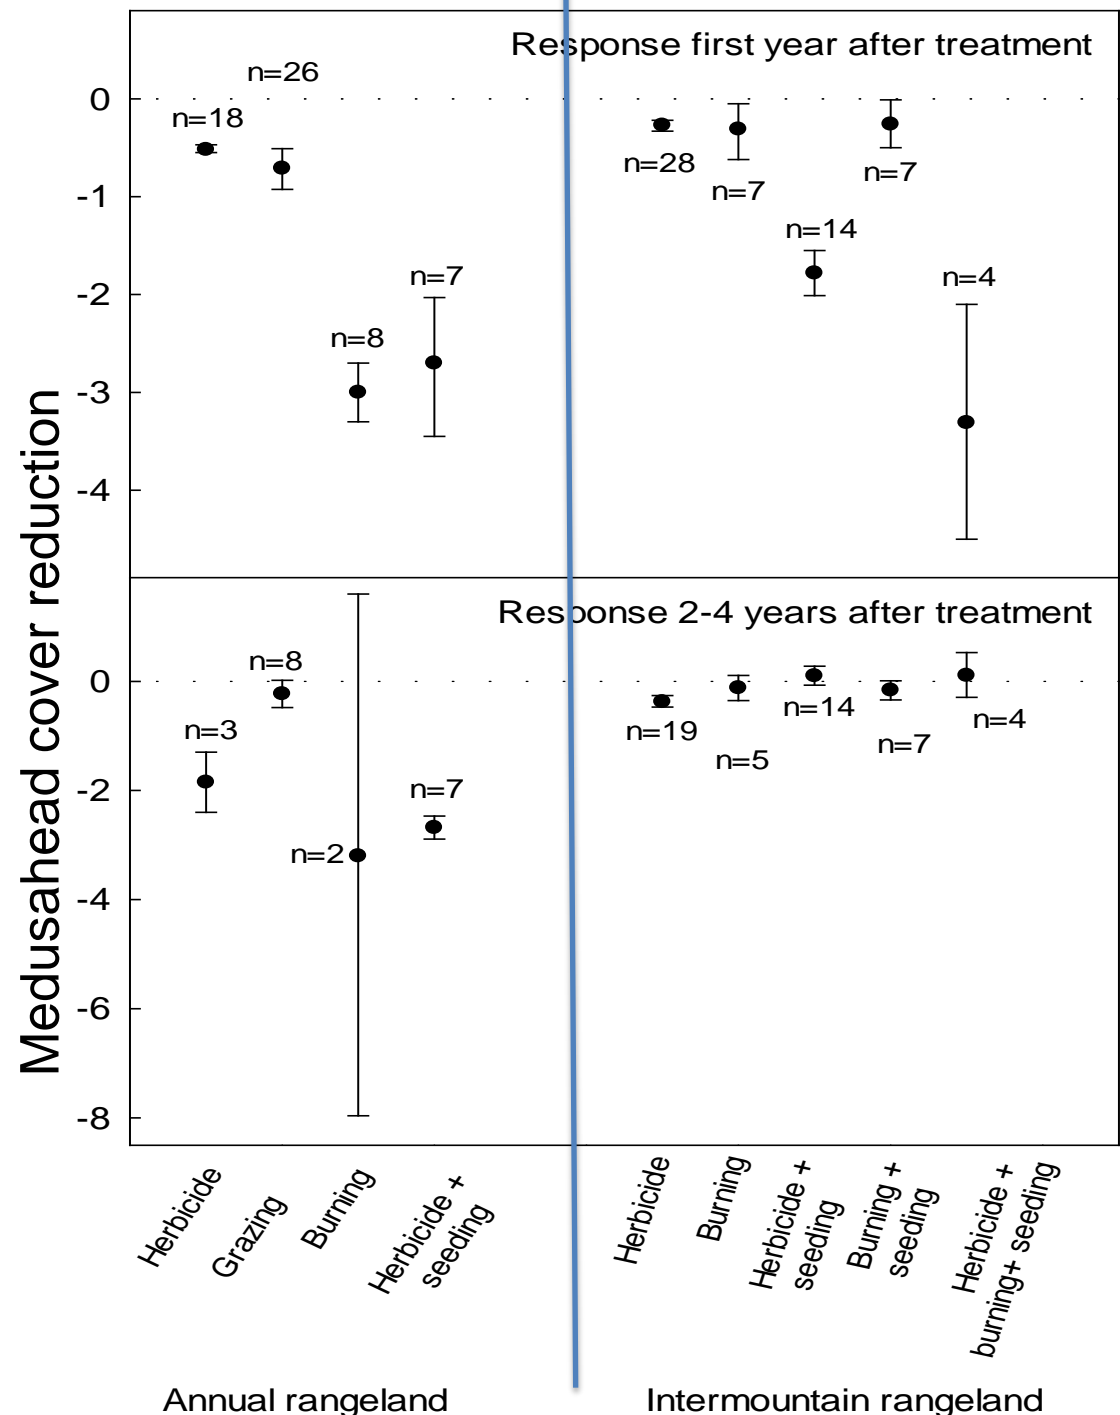 Response first year after treatment
n=26
0
n=18
n=28
n=7
n=7
-1
n=14
n=7
n=4
-2
n=8
-3
-4
Medusahead cover reduction
Response 2-4 years after treatment
n=8
0
n=3
n=19
n=5
n=14
n=7
n=4
-2
n=7
n=2
-4
-6
-8
Herbicide
Grazing
Burning
Herbicide +
seeding
Herbicide
Burning
Herbicide +
seeding
Burning +
seeding
Herbicide +
burning+ seeding
Annual rangeland
Intermountain rangeland